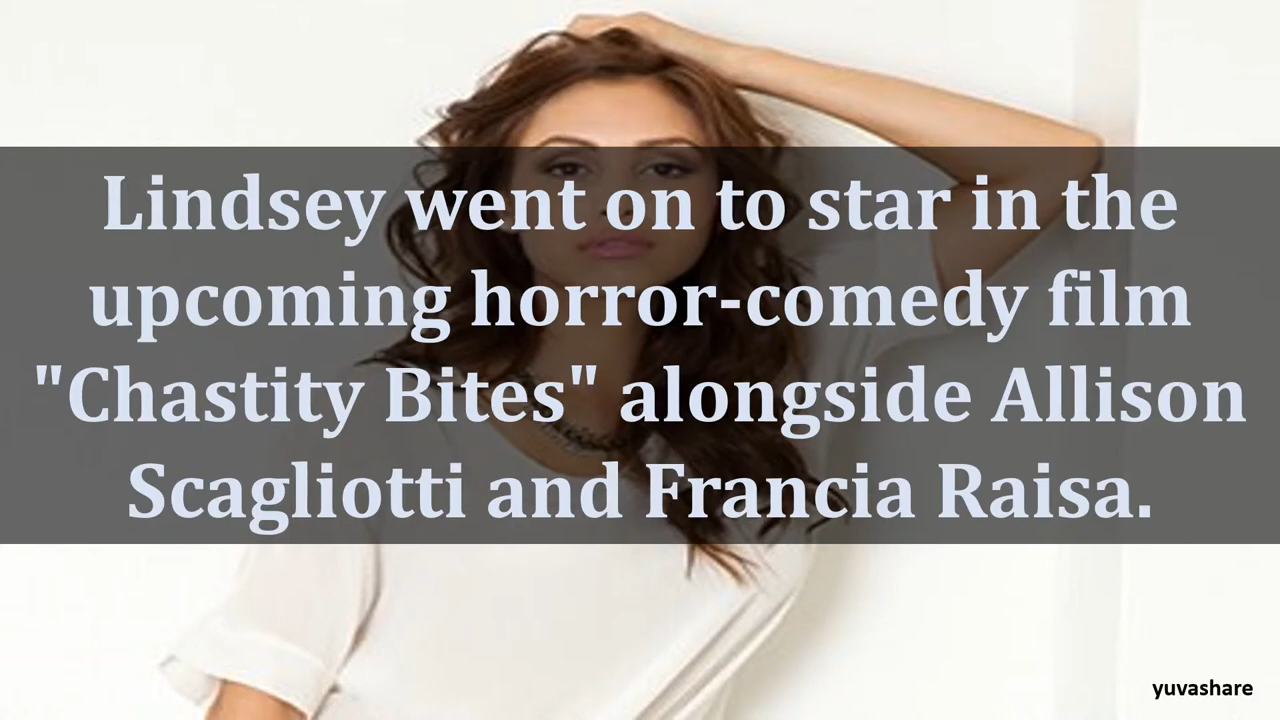 Lindsey went on to star in the
upcoming horror-comedy film
"Chastity Bites" alongside Allison
Scagliotti and Francia Raisa.
yuvashare